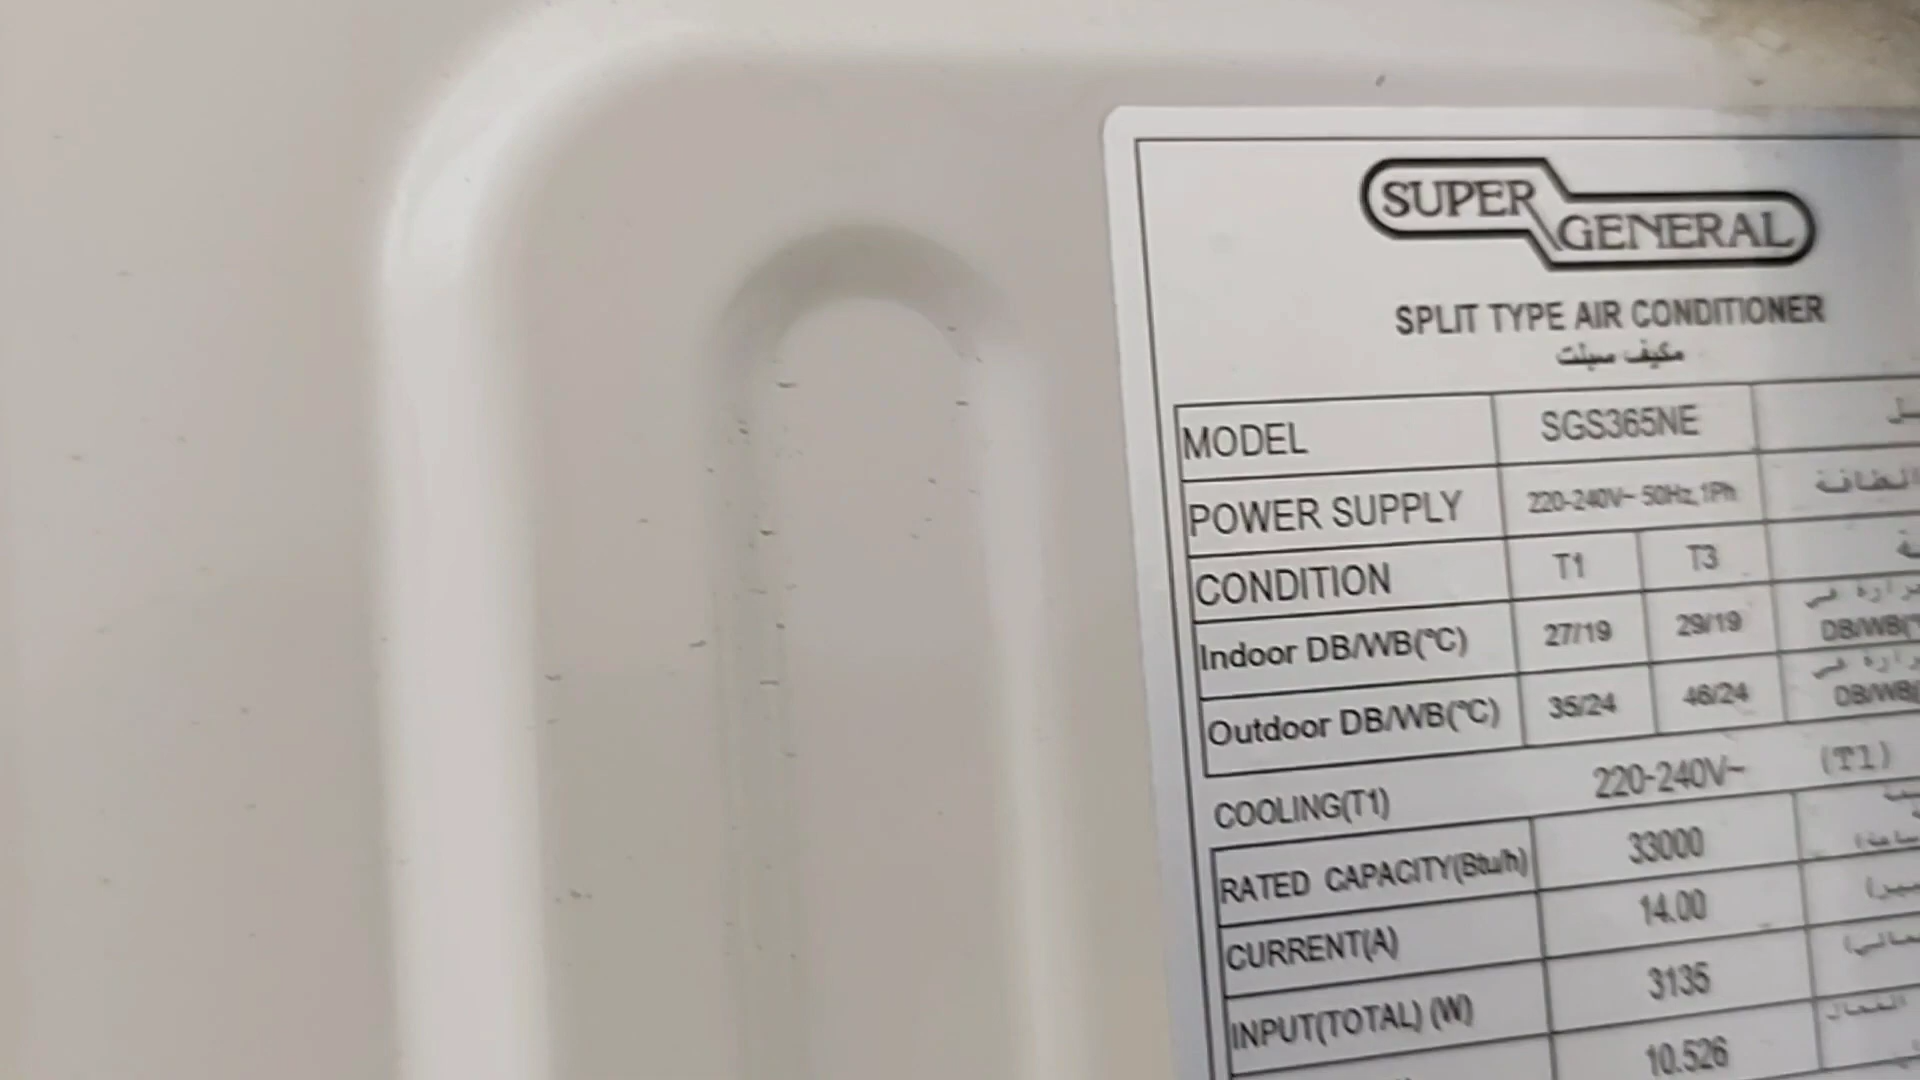 SUPER GENERAL
SPLIT TYPE AIR CONDITIONER
مكيف سبلت
MODEL SGS365NE
POWER SUPPLY 220-240V~ 50Hz, 1Ph الطاقة
CONDITION T1 T3
Indoor DB/WB(°C) 27/19 29/19 DB/WB(°
Outdoor DB/WB(°C) 35/24 46/24 DB/WB(
COOLING(T1) 220-240V~ (T1)
RATED CAPACITY(Btu/h) 33000
CURRENT(A) 14.00
INPUT(TOTAL) (W) 3135
10.526